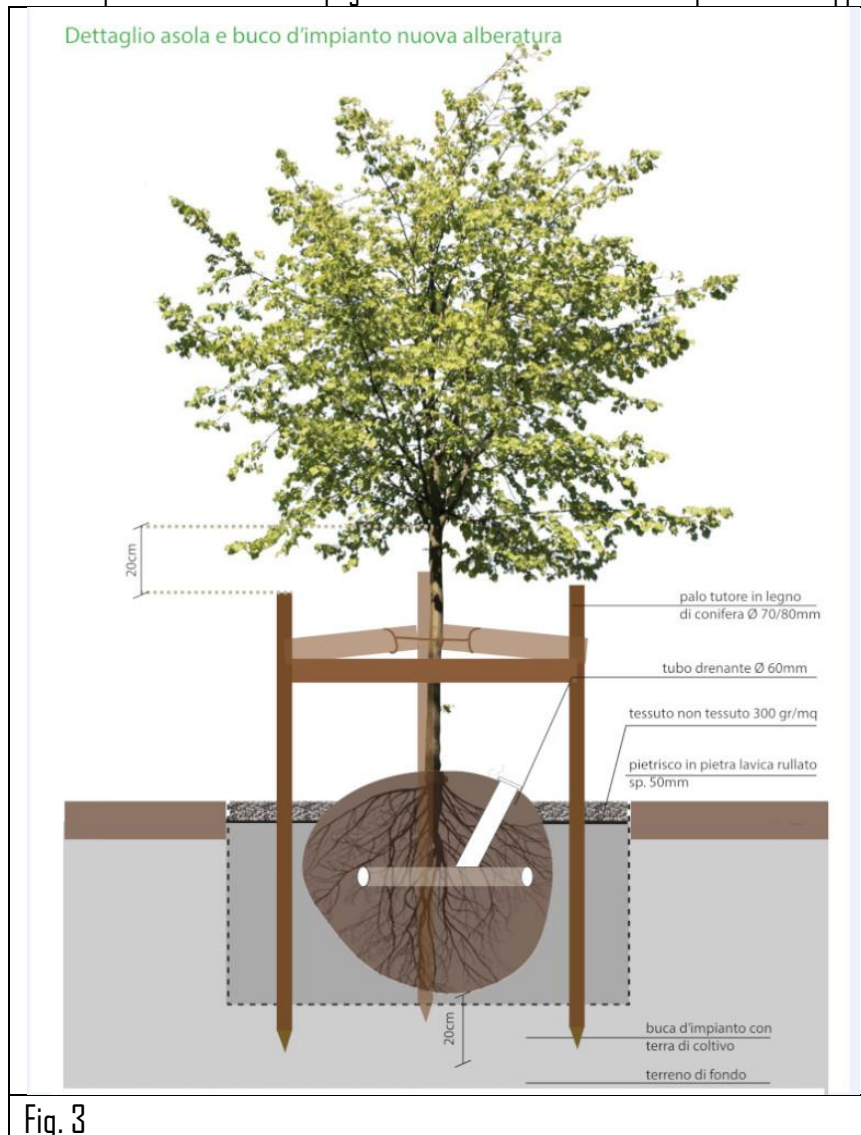 Dettaglio asola e buco d'impianto nuova alberatura
20cm
palo tutore in legno
di conifera Ø 70/80mm
tubo drenante Ø 60mm
tessuto non tessuto 300 gr/mq
pietrisco in pietra lavica rullato
sp. 50mm
20cm
buca d'impianto con
terra di coltivo
terreno di fondo
Fig. 3